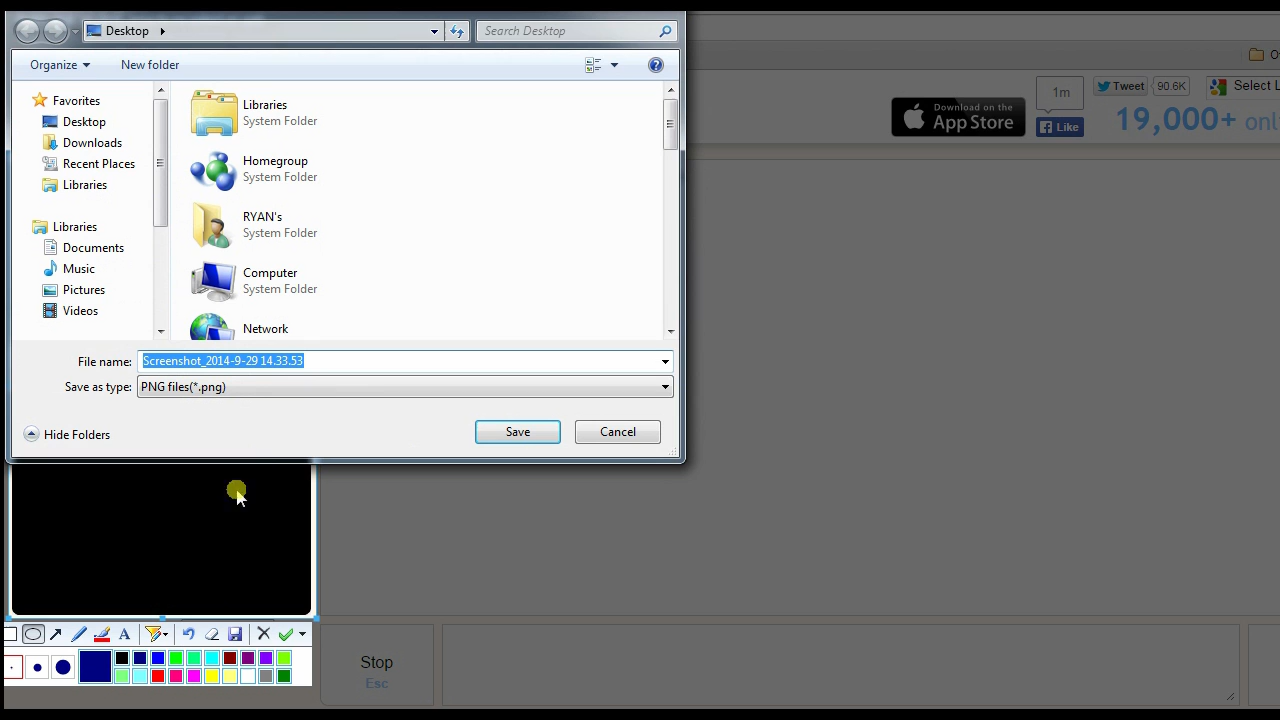 Desktop
Search Desktop
Organize
New folder
Favorites
Desktop
Downloads
Recent Places
Libraries
Libraries
Documents
Music
Pictures
Videos
Libraries
System Folder
Homegroup
System Folder
RYAN's
System Folder
Computer
System Folder
Network
File name: Screenshot_2014-9-29 14.33.53
Save as type: PNG files(*.png)
Hide Folders
Save
Cancel
Download on the
App Store
1m
Like
Tweet
90.6K
Select L
19,000+ onl
Stop
Esc
A